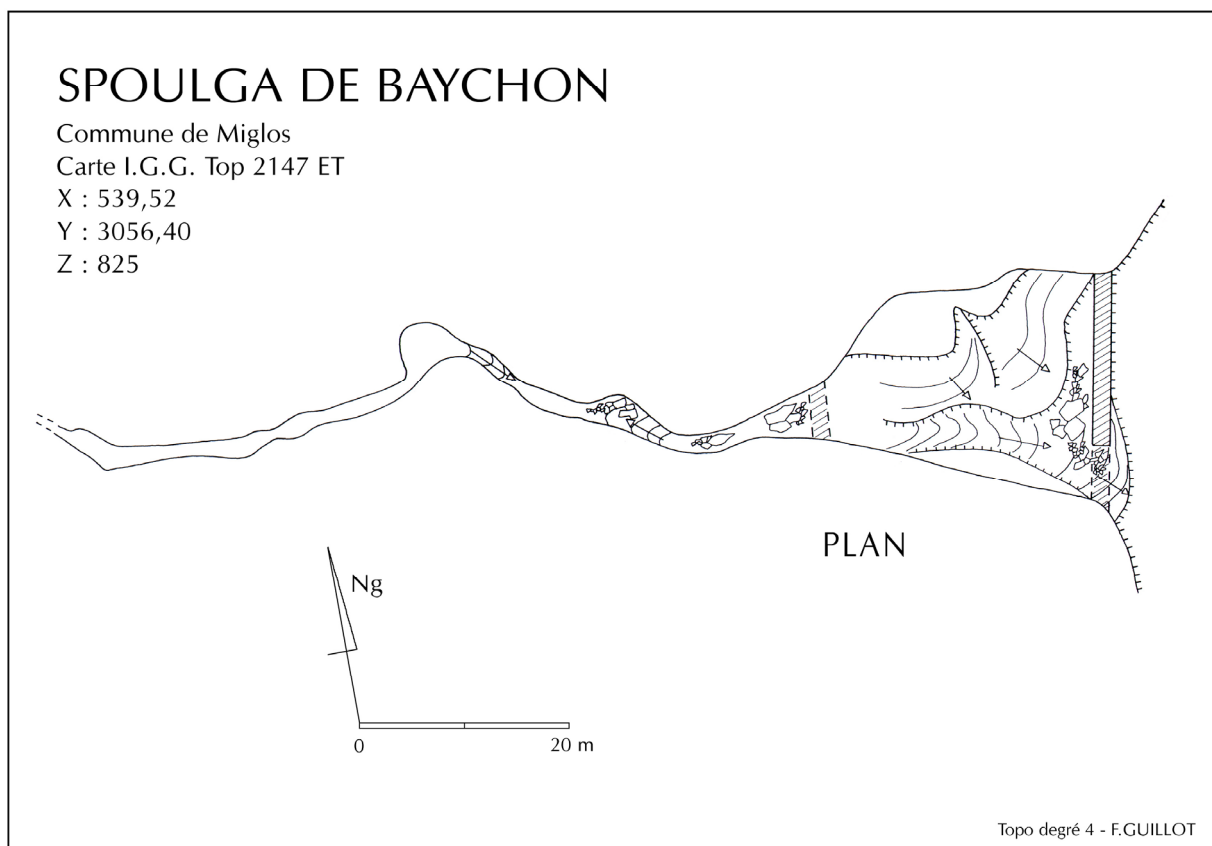 SPOULGA DE BAYCHON
Commune de Miglos
Carte I.G.G. Top 2147 ET
X : 539,52
Y : 3056,40
Z : 825
PLAN
Ng
0 20 m
Topo degré 4 - F.GUILLOT